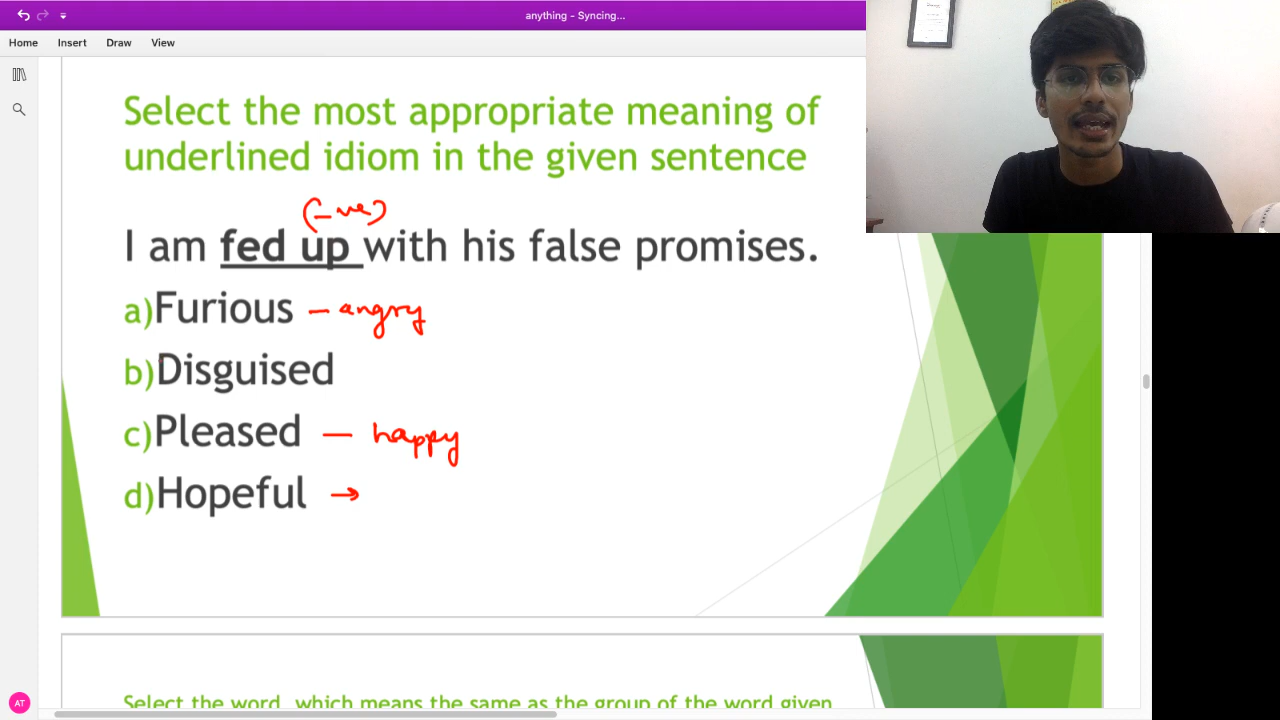 anything - Syncing...
Home Insert Draw View
Select the most appropriate meaning of
underlined idiom in the given sentence
(-ve)
I am fed up with his false promises.
a)Furious - angry
b)Disguised
c)Pleased - happy
d)Hopeful →
Select the word which means the same as the group of the word given
AT